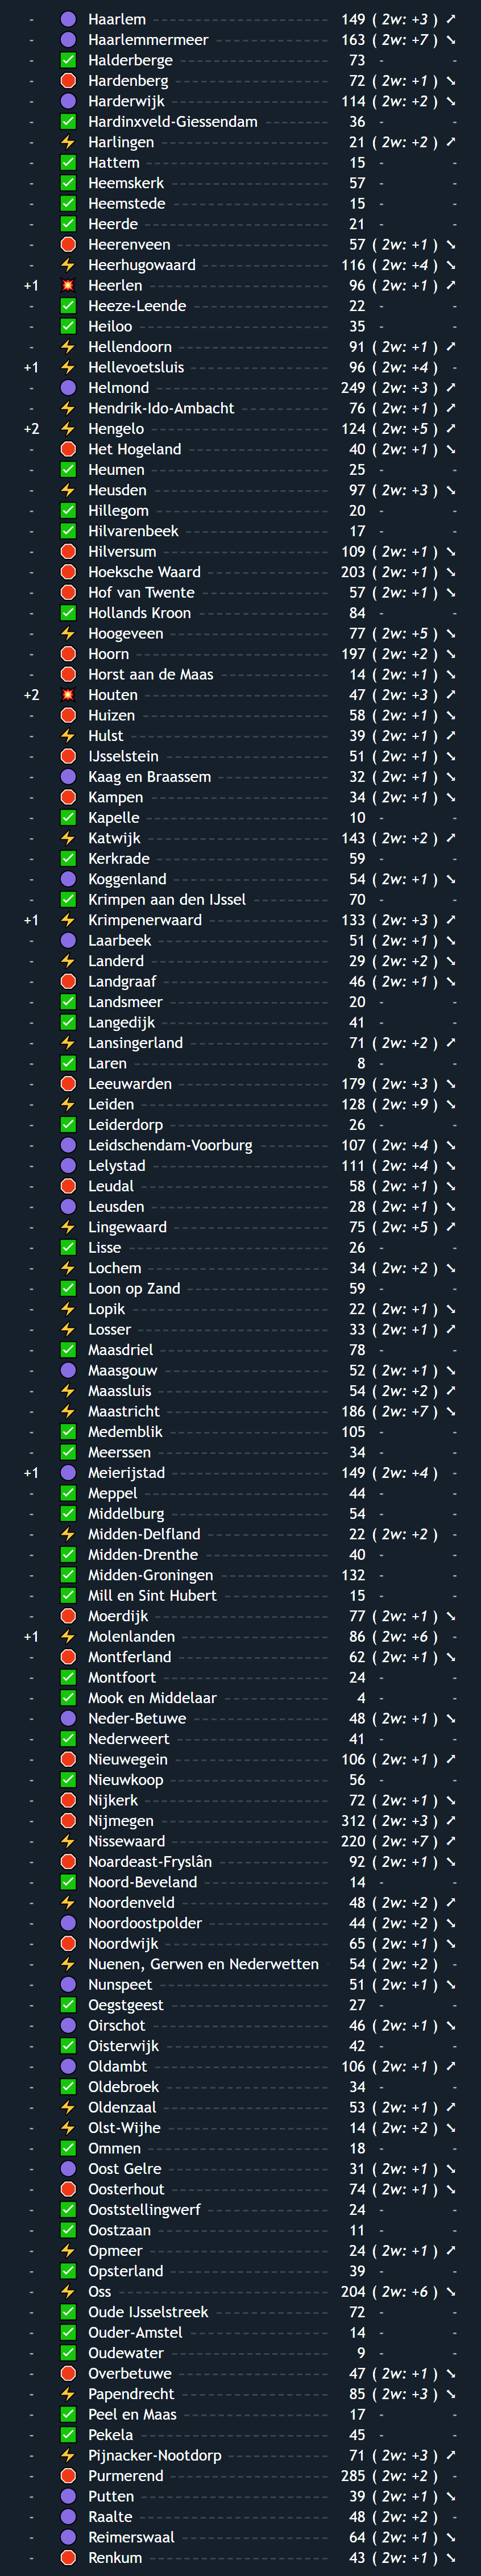 - 🟣 Haarlem 149 ( 2w: +3 ) ↗
- 🟣 Haarlemmermeer 163 ( 2w: +7 ) ↘
- ✅ Halderberge 73 - -
- 🛑 Hardenberg 72 ( 2w: +1 ) ↘
- 🟣 Harderwijk 114 ( 2w: +2 ) ↘
- ✅ Hardinxveld-Giessendam 36 - -
- ⚡ Harlingen 21 ( 2w: +2 ) ↗
- ✅ Hattem 15 - -
- ✅ Heemskerk 57 - -
- ✅ Heemstede 15 - -
- ✅ Heerde 21 - -
- 🛑 Heerenveen 57 ( 2w: +1 ) ↘
- ⚡ Heerhugowaard 116 ( 2w: +4 ) ↘
+1 💥 Heerlen 96 ( 2w: +1 ) ↗
- ✅ Heeze-Leende 22 - -
- ✅ Heiloo 35 - -
- ⚡ Hellendoorn 91 ( 2w: +1 ) ↗
+1 ⚡ Hellevoetsluis 96 ( 2w: +4 ) -
- 🟣 Helmond 249 ( 2w: +3 ) ↗
- ⚡ Hendrik-Ido-Ambacht 76 ( 2w: +1 ) ↗
+2 ⚡ Hengelo 124 ( 2w: +5 ) ↗
- 🛑 Het Hogeland 40 ( 2w: +1 ) ↘
- ✅ Heumen 25 - -
- ⚡ Heusden 97 ( 2w: +3 ) ↘
- ✅ Hillegom 20 - -
- ✅ Hilvarenbeek 17 - -
- 🛑 Hilversum 109 ( 2w: +1 ) ↘
- 🛑 Hoeksche Waard 203 ( 2w: +1 ) ↘
- 🛑 Hof van Twente 57 ( 2w: +1 ) ↘
- ✅ Hollands Kroon 84 - -
- ⚡ Hoogeveen 77 ( 2w: +5 ) ↘
- 🛑 Hoorn 197 ( 2w: +2 ) ↘
- 🛑 Horst aan de Maas 14 ( 2w: +1 ) ↘
+2 💥 Houten 47 ( 2w: +3 ) ↗
- 🛑 Huizen 58 ( 2w: +1 ) ↘
- ⚡ Hulst 39 ( 2w: +1 ) ↗
- 🛑 IJsselstein 51 ( 2w: +1 ) ↘
- 🟣 Kaag en Braassem 32 ( 2w: +1 ) ↘
- 🛑 Kampen 34 ( 2w: +1 ) ↘
- ✅ Kapelle 10 - -
- ⚡ Katwijk 143 ( 2w: +2 ) ↗
- ✅ Kerkrade 59 - -
- 🟣 Koggenland 54 ( 2w: +1 ) ↘
- ✅ Krimpen aan den IJssel 70 - -
+1 ⚡ Krimpenerwaard 133 ( 2w: +3 ) ↗
- 🟣 Laarbeek 51 ( 2w: +1 ) ↘
- ⚡ Landerd 29 ( 2w: +2 ) ↘
- 🛑 Landgraaf 46 ( 2w: +1 ) ↘
- ✅ Landsmeer 20 - -
- ✅ Langedijk 41 - -
- ⚡ Lansingerland 71 ( 2w: +2 ) ↗
- ✅ Laren 8 - -
- 🛑 Leeuwarden 179 ( 2w: +3 ) ↘
- ⚡ Leiden 128 ( 2w: +9 ) ↘
- ✅ Leiderdorp 26 - -
- 🟣 Leidschendam-Voorburg 107 ( 2w: +4 ) ↘
- 🟣 Lelystad 111 ( 2w: +4 ) ↘
- 🛑 Leudal 58 ( 2w: +1 ) ↘
- 🟣 Leusden 28 ( 2w: +1 ) ↘
- ⚡ Lingewaard 75 ( 2w: +5 ) ↗
- ✅ Lisse 26 - -
- ⚡ Lochem 34 ( 2w: +2 ) ↘
- ✅ Loon op Zand 59 - -
- ⚡ Lopik 22 ( 2w: +1 ) ↘
- ⚡ Losser 33 ( 2w: +1 ) ↗
- ✅ Maasdriel 78 - -
- 🟣 Maasgouw 52 ( 2w: +1 ) ↘
- ⚡ Maassluis 54 ( 2w: +2 ) ↗
- ⚡ Maastricht 186 ( 2w: +7 ) ↘
- ✅ Medemblik 105 - -
- ✅ Meerssen 34 - -
+1 🟣 Meierijstad 149 ( 2w: +4 ) -
- ✅ Meppel 44 - -
- ✅ Middelburg 54 - -
- ⚡ Midden-Delfland 22 ( 2w: +2 ) -
- ✅ Midden-Drenthe 40 - -
- ✅ Midden-Groningen 132 - -
- ✅ Mill en Sint Hubert 15 - -
- 🛑 Moerdijk 77 ( 2w: +1 ) ↘
+1 ⚡ Molenlanden 86 ( 2w: +6 ) -
- 🛑 Montferland 62 ( 2w: +1 ) ↘
- ✅ Montfoort 24 - -
- ✅ Mook en Middelaar 4 - -
- 🟣 Neder-Betuwe 48 ( 2w: +1 ) ↘
- ✅ Nederweert 41 - -
- 🛑 Nieuwegein 106 ( 2w: +1 ) ↗
- ✅ Nieuwkoop 56 - -
- 🛑 Nijkerk 72 ( 2w: +1 ) ↘
- 🛑 Nijmegen 312 ( 2w: +3 ) ↗
- ⚡ Nissewaard 220 ( 2w: +7 ) ↗
- 🛑 Noardeast-Fryslân 92 ( 2w: +1 ) ↘
- ✅ Noord-Beveland 14 - -
- ⚡ Noordenveld 48 ( 2w: +2 ) ↗
- 🟣 Noordoostpolder 44 ( 2w: +2 ) ↘
- 🛑 Noordwijk 65 ( 2w: +1 ) ↘
- ⚡ Nuenen, Gerwen en Nederwetten 54 ( 2w: +2 ) -
- 🟣 Nunspeet 51 ( 2w: +1 ) ↘
- ✅ Oegstgeest 27 - -
- 🟣 Oirschot 46 ( 2w: +1 ) ↘
- ✅ Oisterwijk 42 - -
- 🟣 Oldambt 106 ( 2w: +1 ) ↗
- ✅ Oldebroek 34 - -
- ⚡ Oldenzaal 53 ( 2w: +1 ) ↗
- ⚡ Olst-Wijhe 14 ( 2w: +2 ) ↘
- ✅ Ommen 18 - -
- 🟣 Oost Gelre 31 ( 2w: +1 ) ↘
- 🛑 Oosterhout 74 ( 2w: +1 ) ↘
- ✅ Ooststellingwerf 24 - -
- ✅ Oostzaan 11 - -
- ⚡ Opmeer 24 ( 2w: +1 ) ↗
- ✅ Opsterland 39 - -
- ⚡ Oss 204 ( 2w: +6 ) ↘
- ✅ Oude IJsselstreek 72 - -
- ✅ Ouder-Amstel 14 - -
- ✅ Oudewater 9 - -
- 🛑 Overbetuwe 47 ( 2w: +1 ) ↘
- ⚡ Papendrecht 85 ( 2w: +3 ) ↘
- ✅ Peel en Maas 17 - -
- ✅ Pekela 45 - -
- ⚡ Pijnacker-Nootdorp 71 ( 2w: +3 ) ↗
- 🛑 Purmerend 285 ( 2w: +2 ) -
- 🟣 Putten 39 ( 2w: +1 ) ↘
- 🟣 Raalte 48 ( 2w: +2 ) -
- 🟣 Reimerswaal 64 ( 2w: +1 ) ↘
- 🛑 Renkum 43 ( 2w: +1 ) ↘